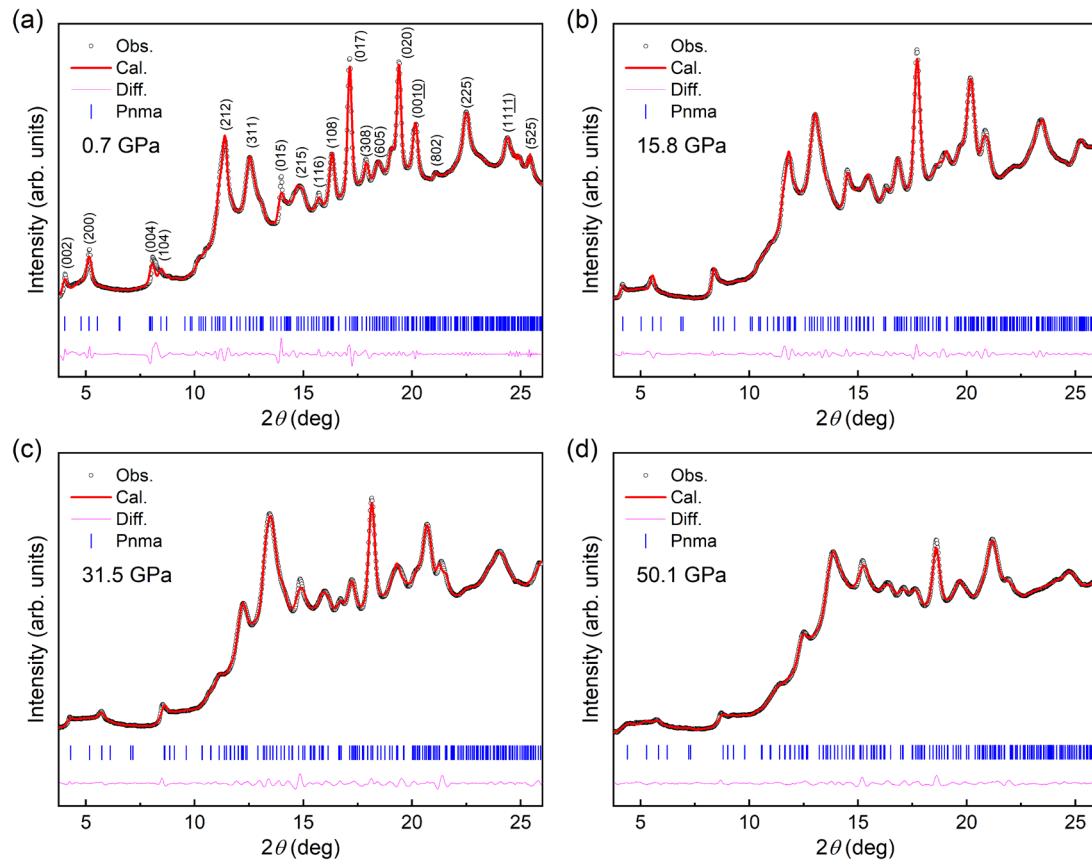 (a)
Obs.
Cal.
Diff.
Pnma
0.7 GPa
(002)
(200)
(004)
(104)
(212)
(311)
(015)
(215)
(116)
(108)
(017)
(308)
(605)
(020)
(0010)
(802)
(225)
(1111)
(525)
Intensity (arb. units)
5 10 15 20 25
2θ (deg)
(b)
Obs.
Cal.
Diff.
Pnma
15.8 GPa
Intensity (arb. units)
5 10 15 20 25
2θ (deg)
(c)
Obs.
Cal.
Diff.
Pnma
31.5 GPa
Intensity (arb. units)
5 10 15 20 25
2θ (deg)
(d)
Obs.
Cal.
Diff.
Pnma
50.1 GPa
Intensity (arb. units)
5 10 15 20 25
2θ (deg)